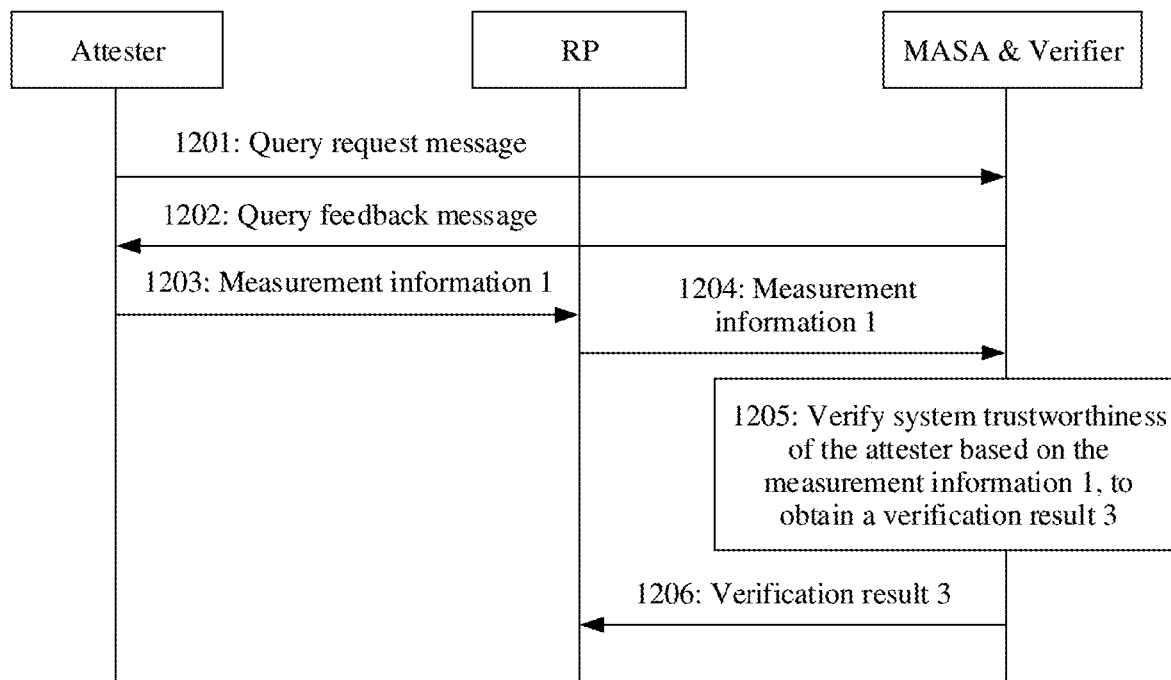 Attester
RP
MASA & Verifier
1201: Query request message
1202: Query feedback message
1203: Measurement information 1
1204: Measurement
information 1
1205: Verify system trustworthiness
of the attester based on the
measurement information 1, to
obtain a verification result 3
1206: Verification result 3